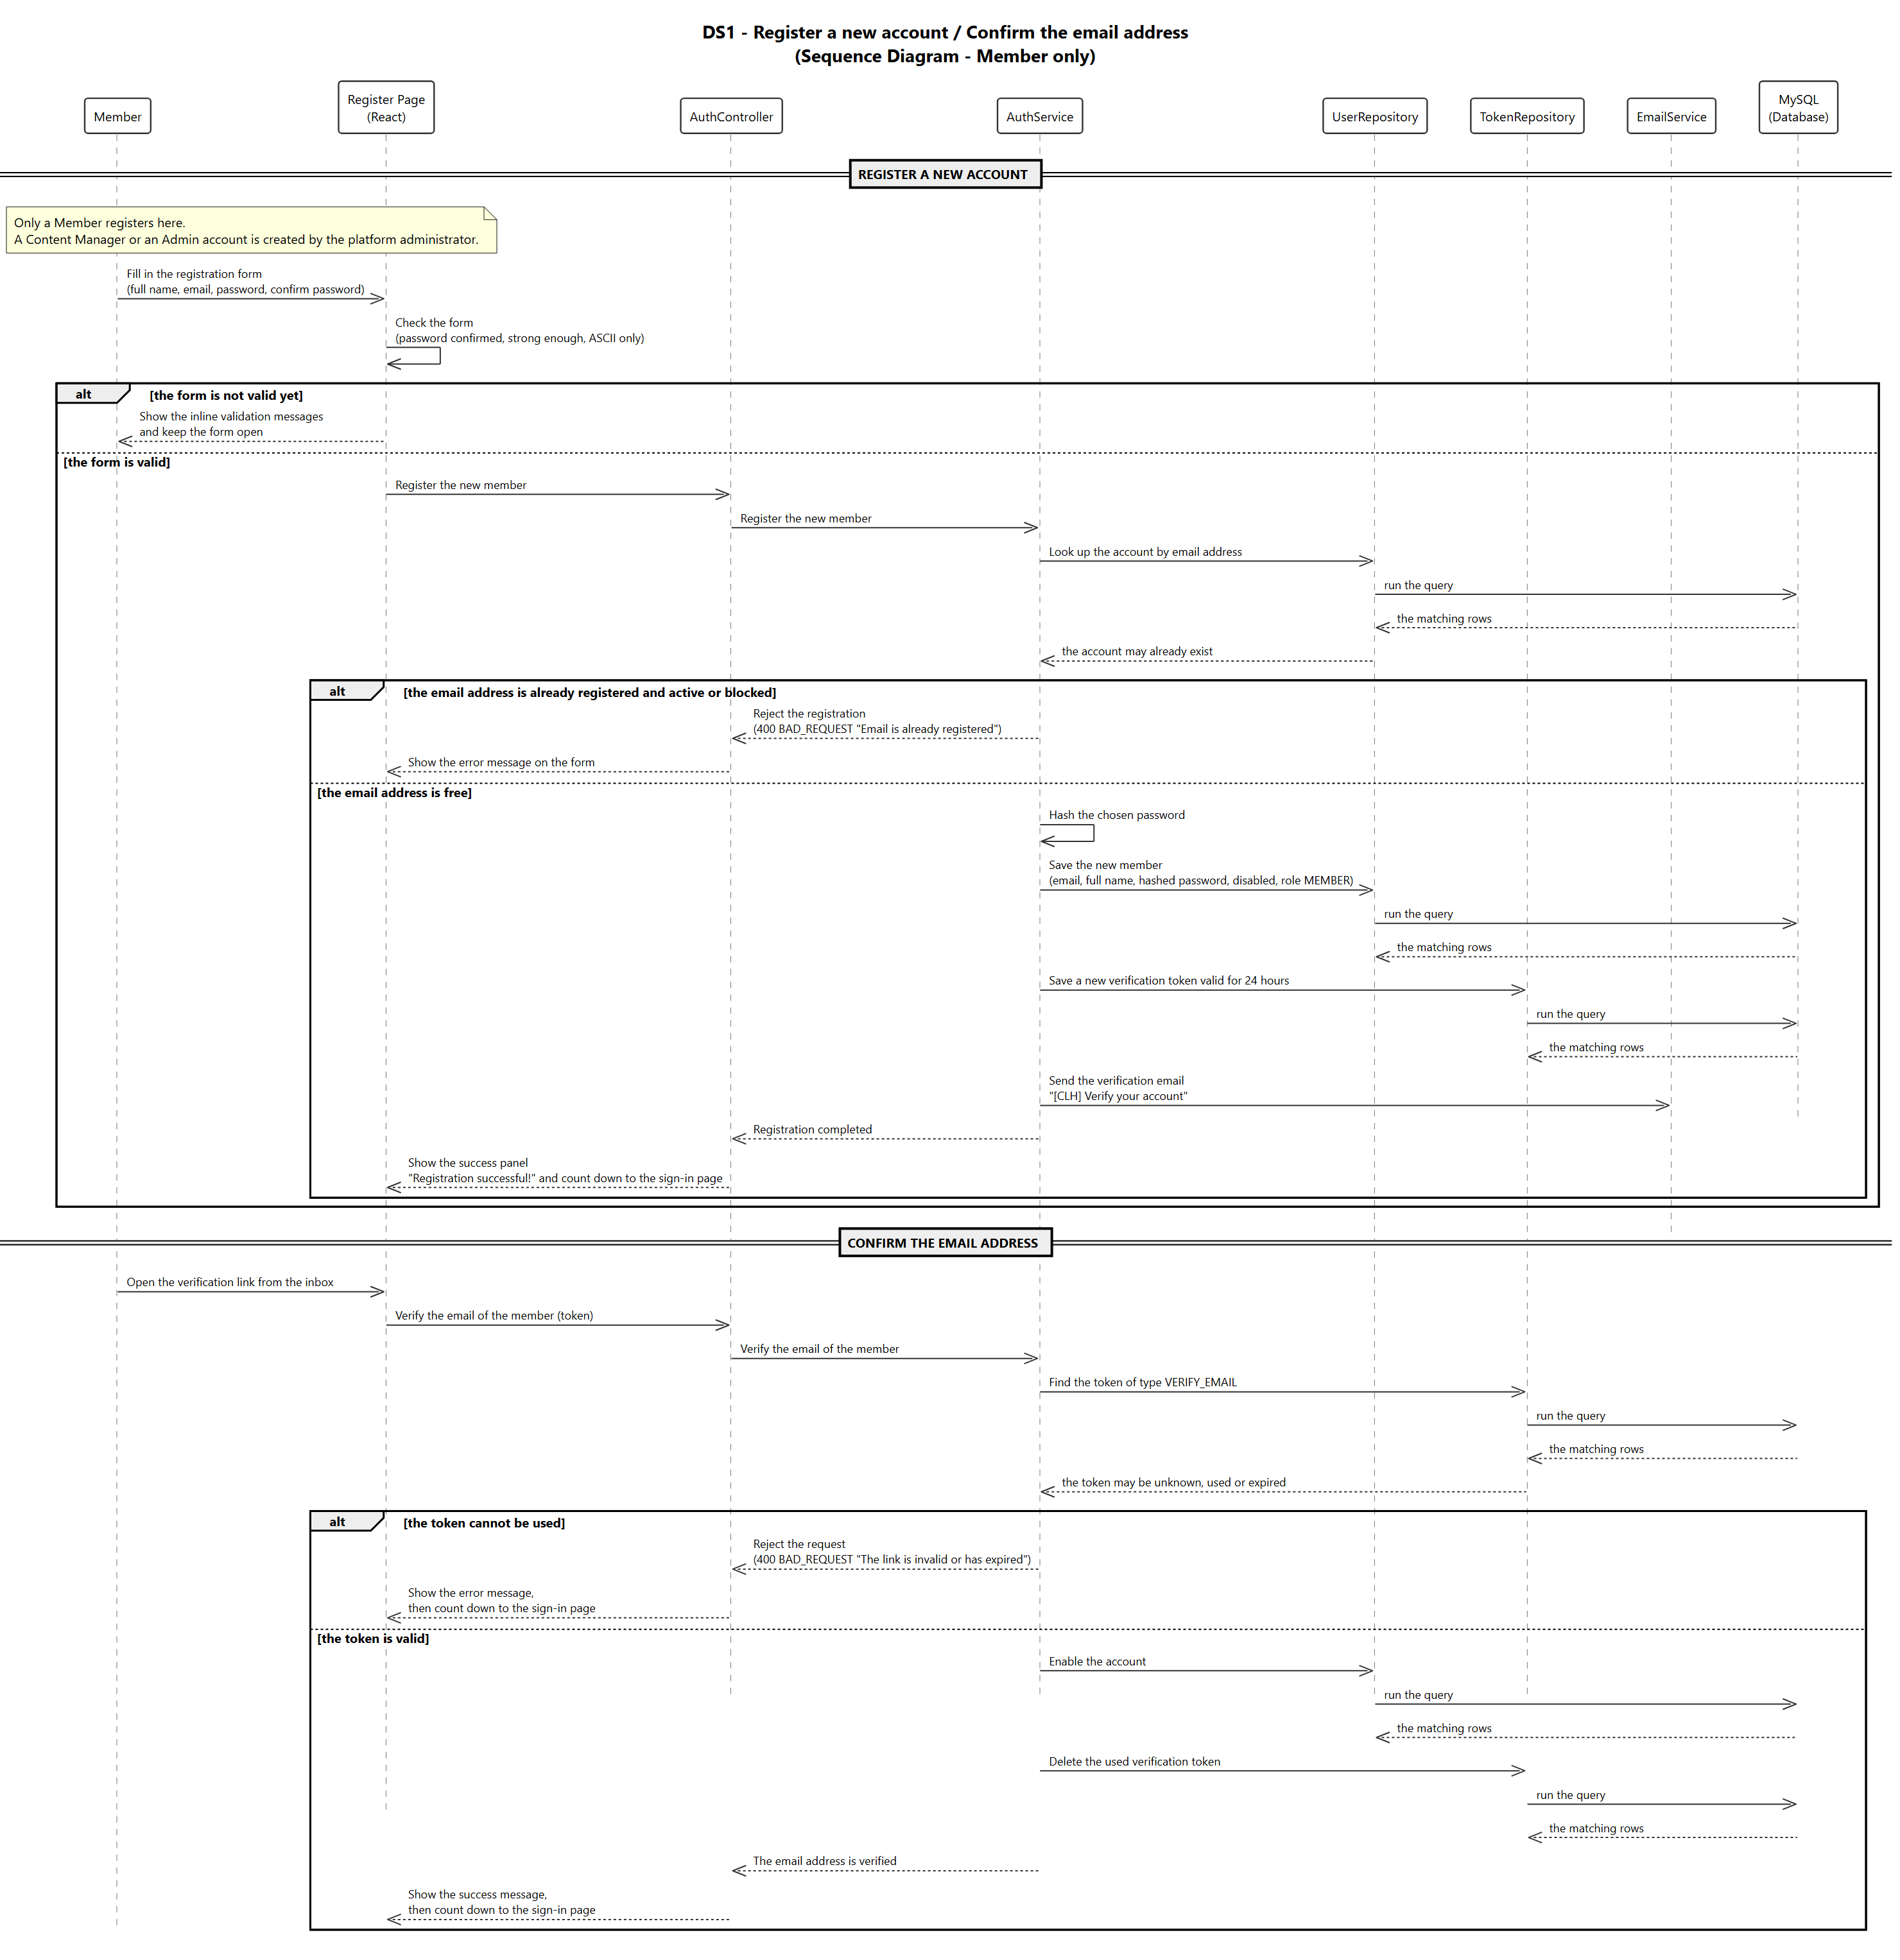 DS1 - Register a new account / Confirm the email address
(Sequence Diagram - Member only)
Member
Register Page
(React)
AuthController
AuthService
UserRepository
TokenRepository
EmailService
MySQL
(Database)
REGISTER A NEW ACCOUNT
Only a Member registers here.
A Content Manager or an Admin account is created by the platform administrator.
Fill in the registration form
(full name, email, password, confirm password)
Check the form
(password confirmed, strong enough, ASCII only)
alt
[the form is not valid yet]
Show the inline validation messages
and keep the form open
[the form is valid]
Register the new member
Register the new member
Look up the account by email address
run the query
the matching rows
the account may already exist
alt
[the email address is already registered and active or blocked]
Reject the registration
(400 BAD_REQUEST "Email is already registered")
Show the error message on the form
[the email address is free]
Hash the chosen password
Save the new member
(email, full name, hashed password, disabled, role MEMBER)
run the query
the matching rows
Save a new verification token valid for 24 hours
run the query
the matching rows
Send the verification email
"[CLH] Verify your account"
Registration completed
Show the success panel
"Registration successful!" and count down to the sign-in page
CONFIRM THE EMAIL ADDRESS
Open the verification link from the inbox
Verify the email of the member (token)
Verify the email of the member
Find the token of type VERIFY_EMAIL
run the query
the matching rows
the token may be unknown, used or expired
alt
[the token cannot be used]
Reject the request
(400 BAD_REQUEST "The link is invalid or has expired")
Show the error message,
then count down to the sign-in page
[the token is valid]
Enable the account
run the query
the matching rows
Delete the used verification token
run the query
the matching rows
The email address is verified
Show the success message,
then count down to the sign-in page